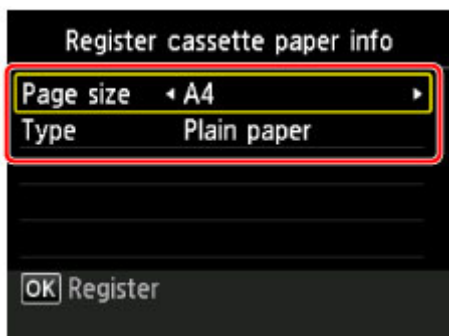 Register cassette paper info
Page size A4
Type Plain paper
OK Register